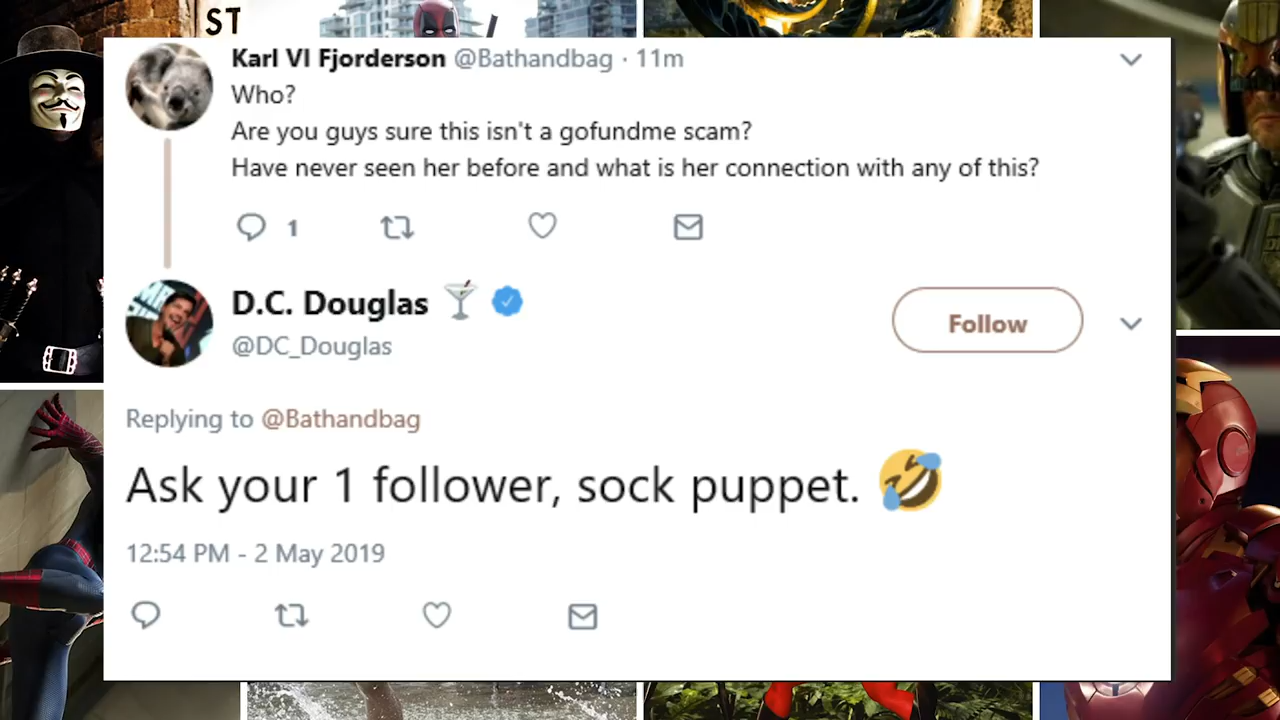 ST
Karl VI Fjorderson @Bathandbag · 11m
Who?
Are you guys sure this isn't a gofundme scam?
Have never seen her before and what is her connection with any of this?
1
D.C. Douglas 🍸
Follow
@DC_Douglas
Replying to @Bathandbag
Ask your 1 follower, sock puppet. 🤣
12:54 PM - 2 May 2019